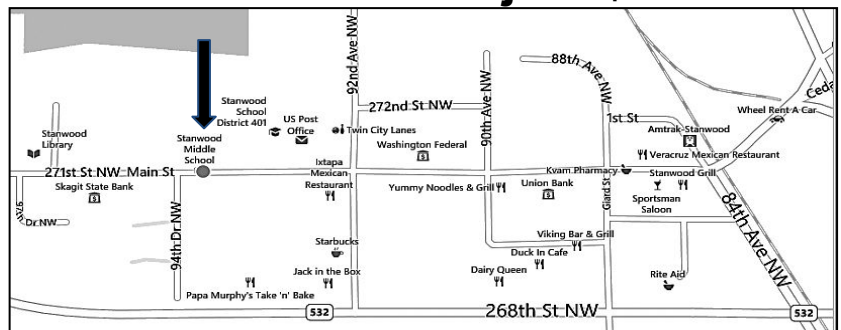 92nd Ave NW
88th Ave NW
90th Ave NW
272nd St NW
1st St
Wheel Rent A Car
Stanwood
School
District 401
US Post
Office
Twin City Lanes
Amtrak-Stanwood
Stanwood
Library
Stanwood
Middle
School
Washington Federal
Veracruz Mexican Restaurant
271st St NW
Main St
Ixtapa
Mexican
Restaurant
Kvam Pharmacy
Stanwood Grill
Skagit State Bank
Yummy Noodles & Grill
Union Bank
Giard St
Sportsman
Saloon
84th Ave NW
97th
Dr NW
94th Dr NW
Viking Bar & Grill
Starbucks
Duck In Cafe
Jack in the Box
Dairy Queen
Rite Aid
Papa Murphy's Take 'n' Bake
532
268th St NW
532